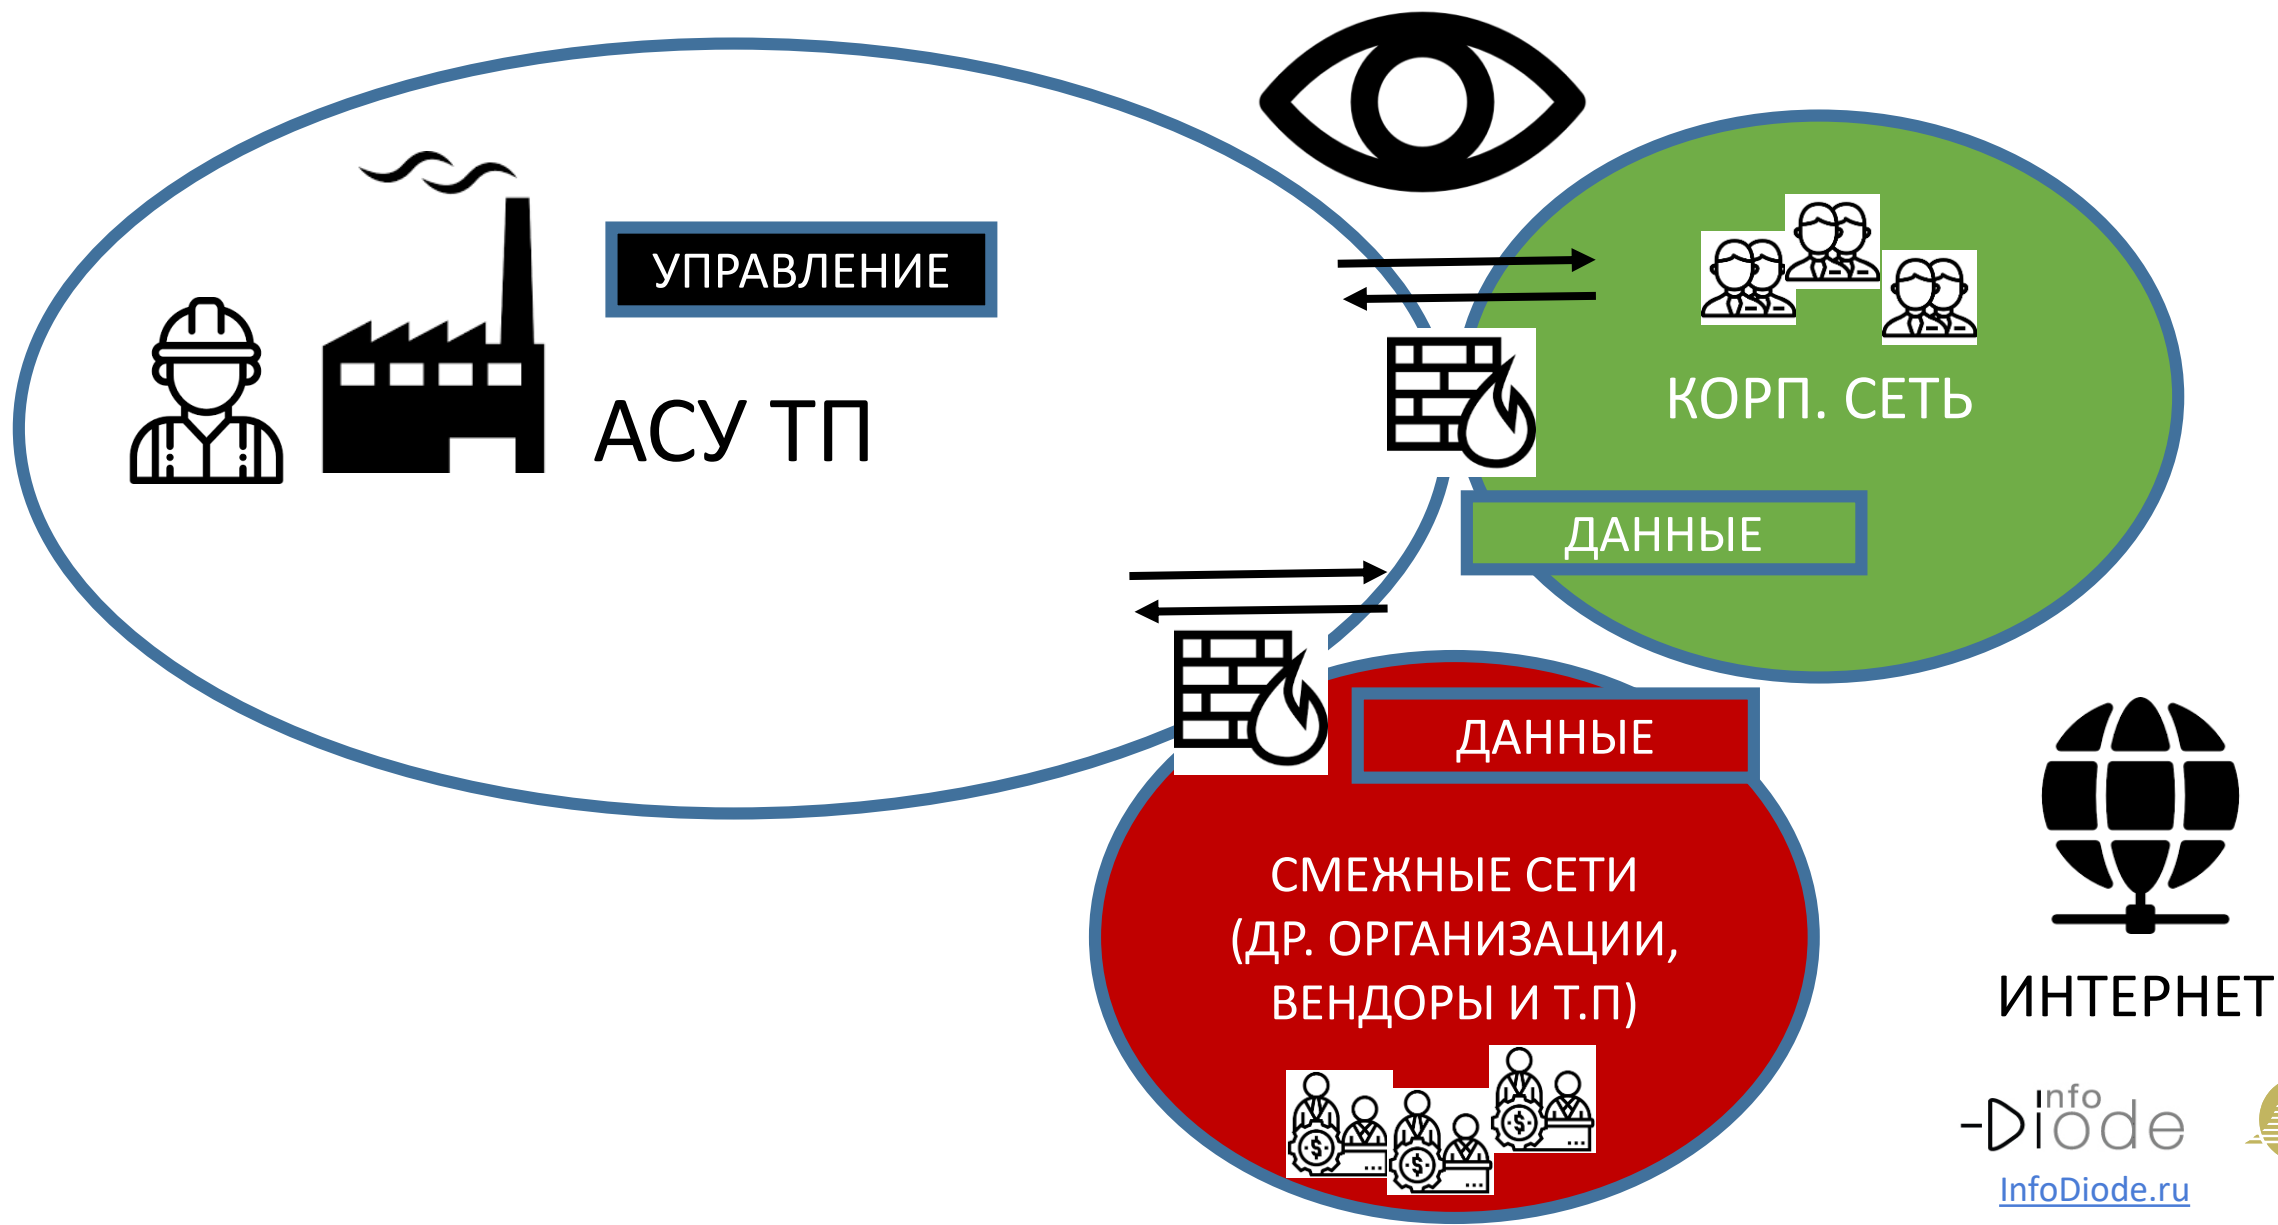 УПРАВЛЕНИЕ
АСУ ТП
КОРП. СЕТЬ
ДАННЫЕ
ДАННЫЕ
СМЕЖНЫЕ СЕТИ
(ДР. ОРГАНИЗАЦИИ,
ВЕНДОРЫ И Т.П)
$
$
$
ИНТЕРНЕТ
info
Diode
InfoDiode.ru